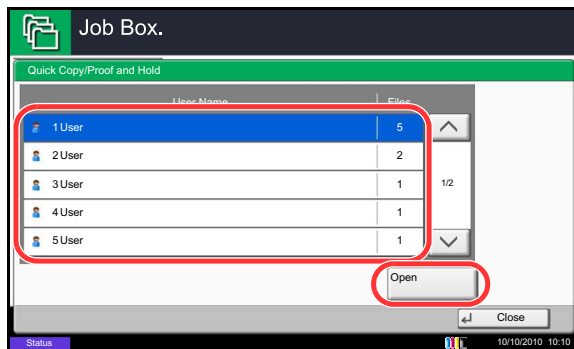 Job Box.
Quick Copy/Proof and Hold
User Name Files
1 User 5
2 User 2
3 User 1
1/2
4 User 1
5 User 1
Open
Close
Status 10/10/2010 10:10